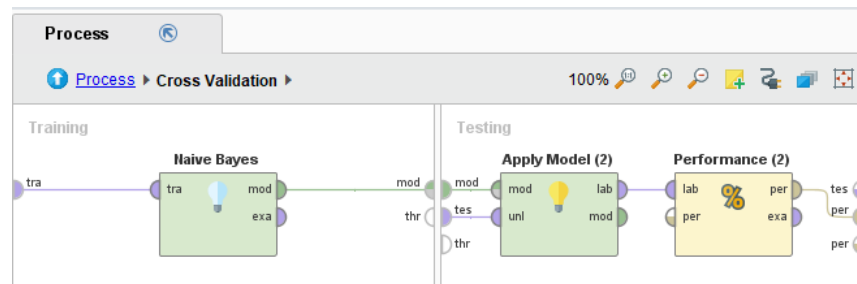 Process
Process Cross Validation
100%
Training
Testing
Naive Bayes
Apply Model (2)
Performance (2)
tra
tra
mod
mod
mod
mod
lab
lab
per
tes
exa
thr
tes
unl
mod
per
exa
per
thr
per